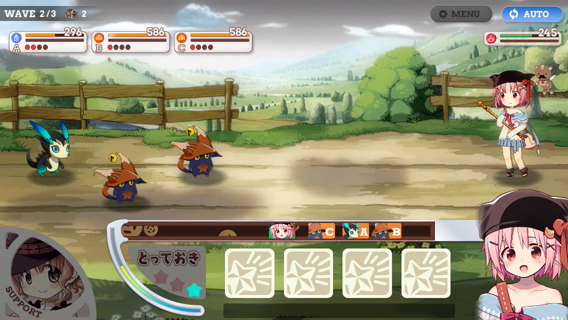 WAVE 2/3 2
MENU
AUTO
296
586
586
245
A
B
C
C A B
とっておき
SUPPORT